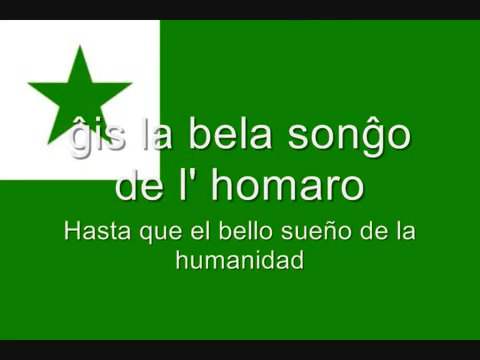 ĝis la bela sonĝo
de l' homaro
Hasta que el bello sueño de la
humanidad